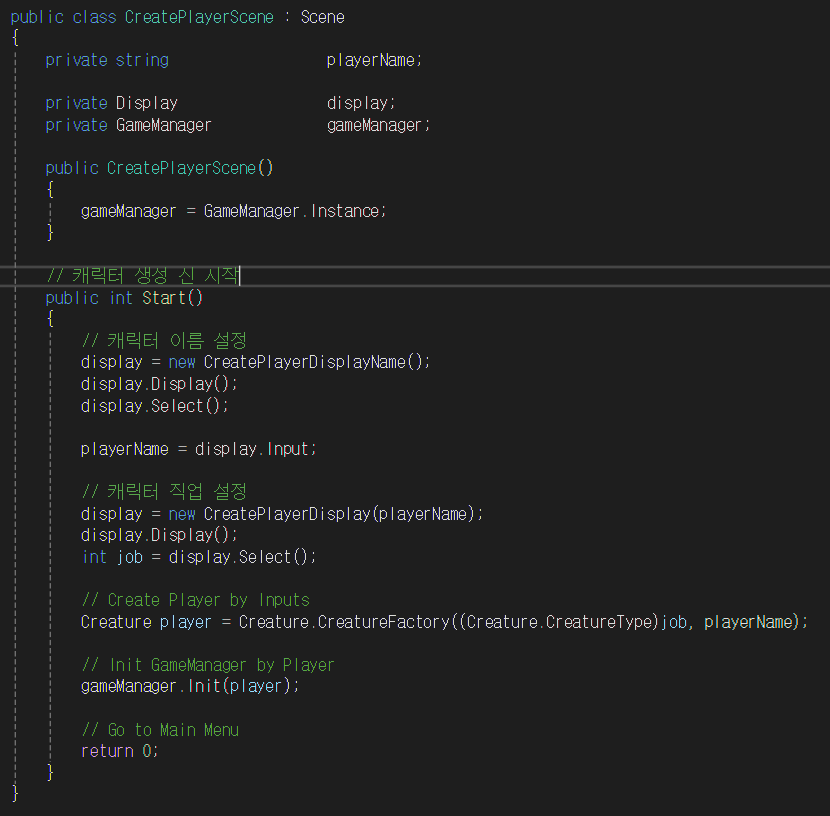 public class CreatePlayerScene : Scene
{
private string playerName;
private Display display;
private GameManager gameManager;
public CreatePlayerScene()
{
gameManager = GameManager.Instance;
}
// 캐릭터 생성 신 시작
public int Start()
{
// 캐릭터 이름 설정
display = new CreatePlayerDisplayName();
display.Display();
display.Select();
playerName = display.Input;
// 캐릭터 직업 설정
display = new CreatePlayerDisplay(playerName);
display.Display();
int job = display.Select();
// Create Player by Inputs
Creature player = Creature.CreatureFactory((Creature.CreatureType)job, playerName);
// Init GameManager by Player
gameManager.Init(player);
// Go to Main Menu
return 0;
}
}